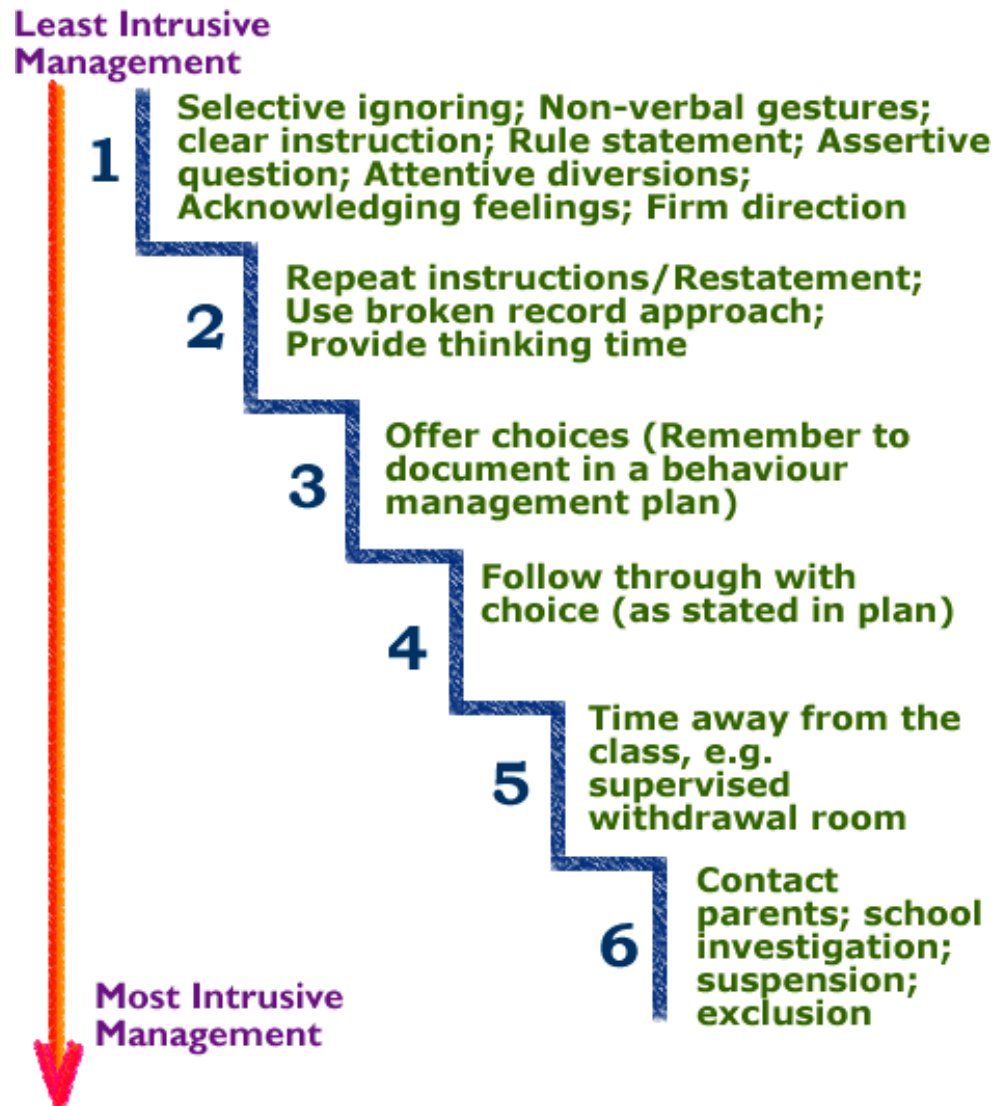 Least Intrusive
Management
1
Selective ignoring; Non-verbal gestures;
clear instruction; Rule statement; Assertive
question; Attentive diversions;
Acknowledging feelings; Firm direction
2
Repeat instructions/Restatement;
Use broken record approach;
Provide thinking time
3
Offer choices (Remember to
document in a behaviour
management plan)
4
Follow through with
choice (as stated in plan)
5
Time away from the
class, e.g.
supervised
withdrawal room
6
Contact
parents; school
investigation;
suspension;
exclusion
Most Intrusive
Management